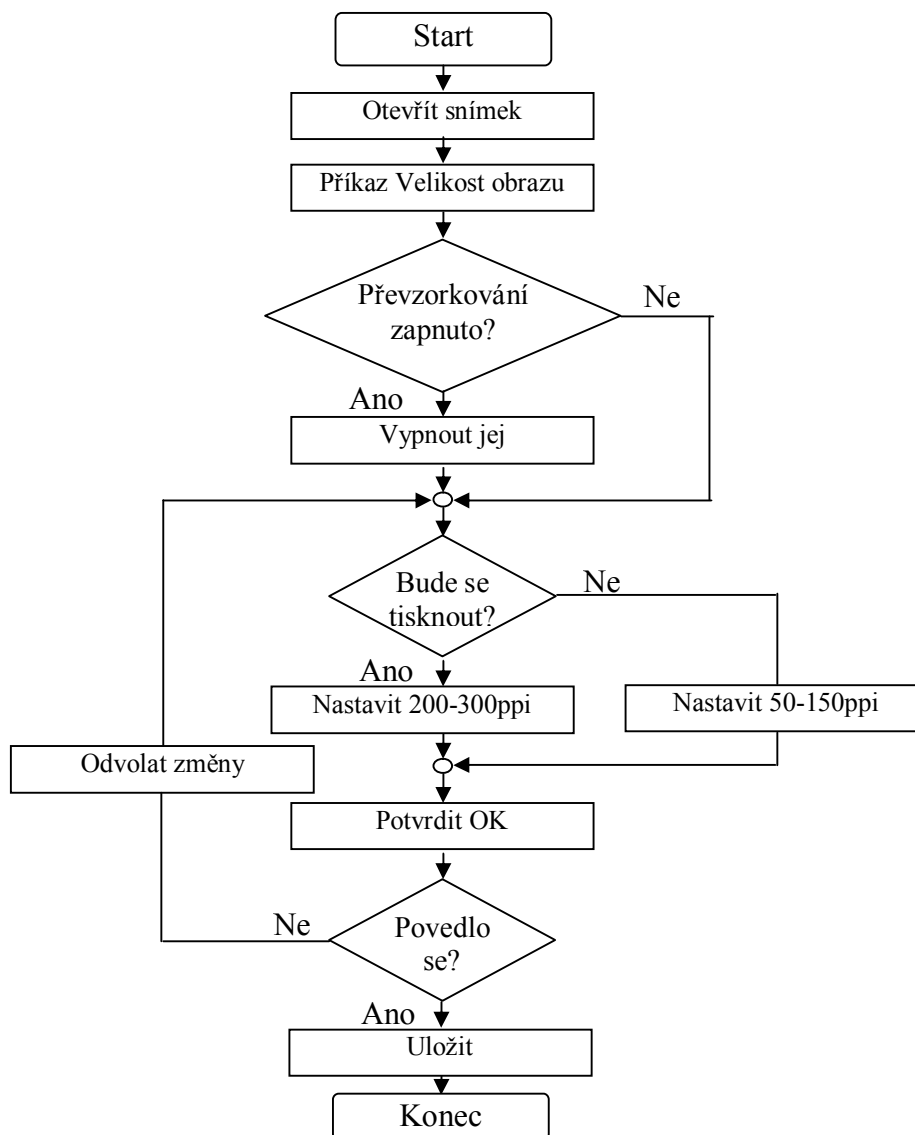 Start
Otevřít snímek
Příkaz Velikost obrazu
Převzorkování
zapnuto?
Ne
Ano
Vypnout jej
Bude se
tisknout?
Ne
Ano
Nastavit 200-300ppi
Nastavit 50-150ppi
Odvolat změny
Potvrdit OK
Povedlo
se?
Ne
Ano
Uložit
Konec